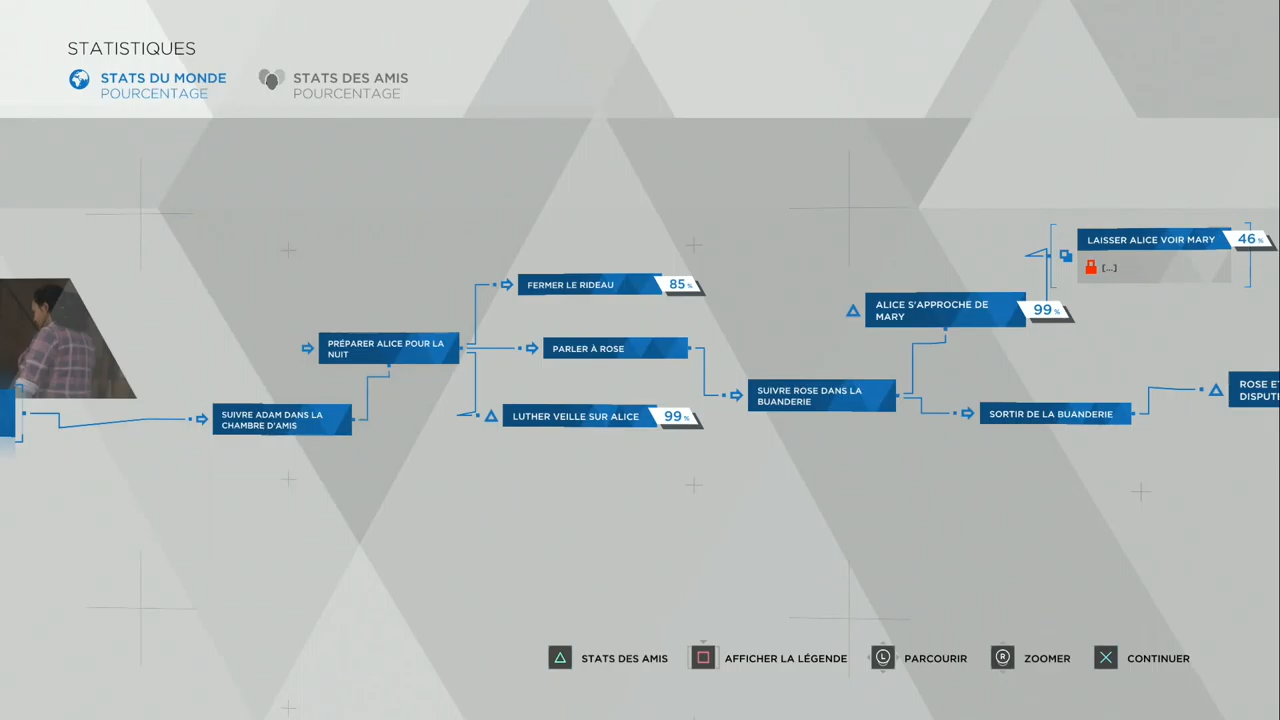 STATISTIQUES
STATS DU MONDE
POURCENTAGE
STATS DES AMIS
POURCENTAGE
LAISSER ALICE VOIR MARY
46 %
[...]
FERMER LE RIDEAU
85 %
ALICE S'APPROCHE DE
MARY
99 %
PRÉPARER ALICE POUR LA
NUIT
PARLER À ROSE
SUIVRE ROSE DANS LA
BUANDERIE
ROSE ET
DISPUT
SUIVRE ADAM DANS LA
CHAMBRE D'AMIS
LUTHER VEILLE SUR ALICE
99 %
SORTIR DE LA BUANDERIE
STATS DES AMIS
AFFICHER LA LÉGENDE
L
PARCOURIR
R
ZOOMER
CONTINUER